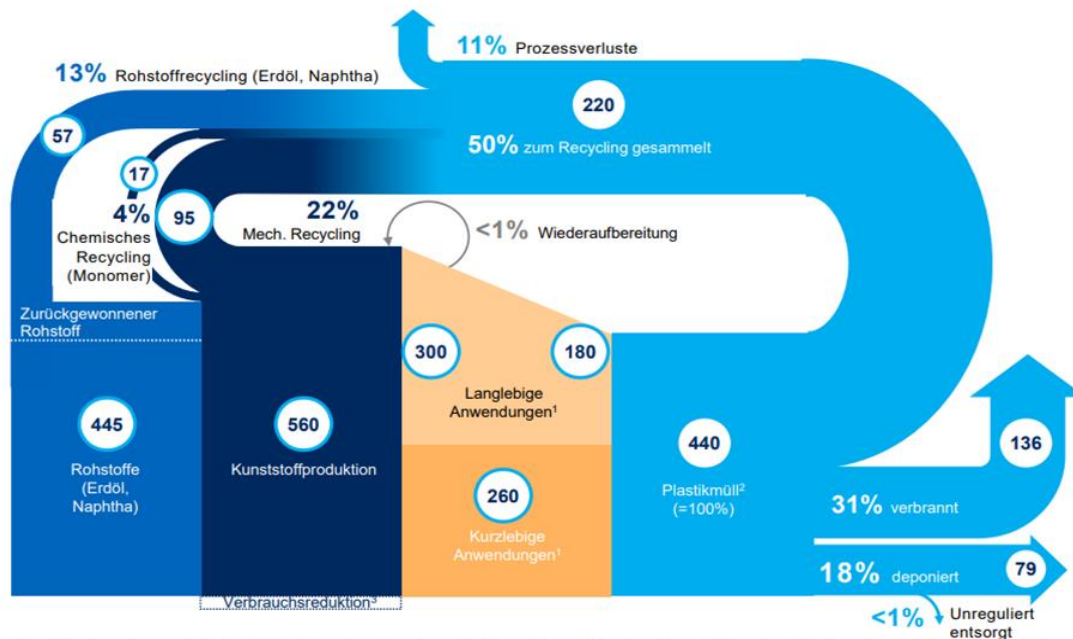 11% Prozessverluste
13% Rohstoffrecycling (Erdöl, Naphtha)
220
57
50% zum Recycling gesammelt
17
4%
Chemisches
Recycling
(Monomer)
95
22%
Mech. Recycling
<1% Wiederaufbereitung
Zurückgewonnener
Rohstoff
300
180
Langlebige
Anwendungen¹
445
Rohstoffe
(Erdöl,
Naphtha)
560
Kunststoffproduktion
440
Plastikmüll²
(=100%)
136
260
Kurzlebige
Anwendungen¹
31% verbrannt
18% deponiert
79
Verbrauchsreduktion³
<1% Unreguliert
entsorgt